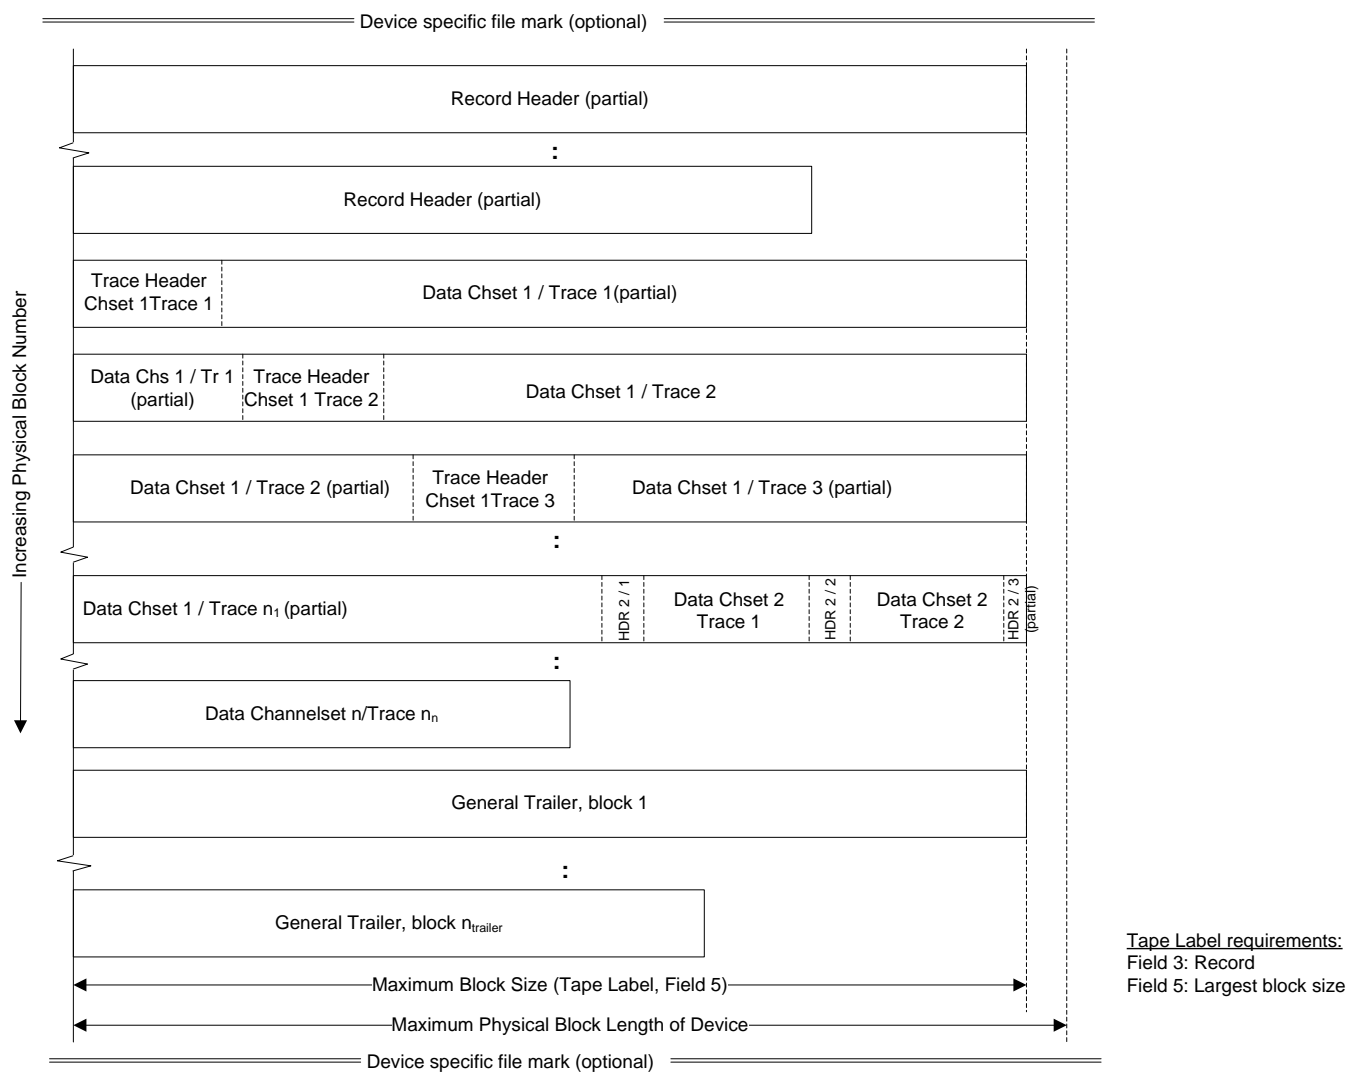 Device specific file mark (optional)
Record Header (partial)
:
Record Header (partial)
Trace Header
Chset 1Trace 1
Data Chset 1 / Trace 1(partial)
Data Chs 1 / Tr 1
(partial)
Trace Header
Chset 1 Trace 2
Data Chset 1 / Trace 2
Data Chset 1 / Trace 2 (partial)
Trace Header
Chset 1Trace 3
Data Chset 1 / Trace 3 (partial)
:
Data Chset 1 / Trace n1 (partial)
HDR 2 / 1
Data Chset 2
Trace 1
HDR 2 / 2
Data Chset 2
Trace 2
HDR 2 / 3
(partial)
:
Data Channelset n/Trace nn
General Trailer, block 1
:
General Trailer, block ntrailer
Increasing Physical Block Number
Maximum Block Size (Tape Label, Field 5)
Maximum Physical Block Length of Device
Device specific file mark (optional)
Tape Label requirements:
Field 3: Record
Field 5: Largest block size